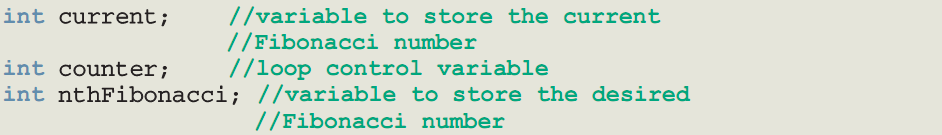 int current;    //variable to store the current
                //Fibonacci number
int counter;    //loop control variable
int nthFibonacci; //variable to store the desired
                  //Fibonacci number